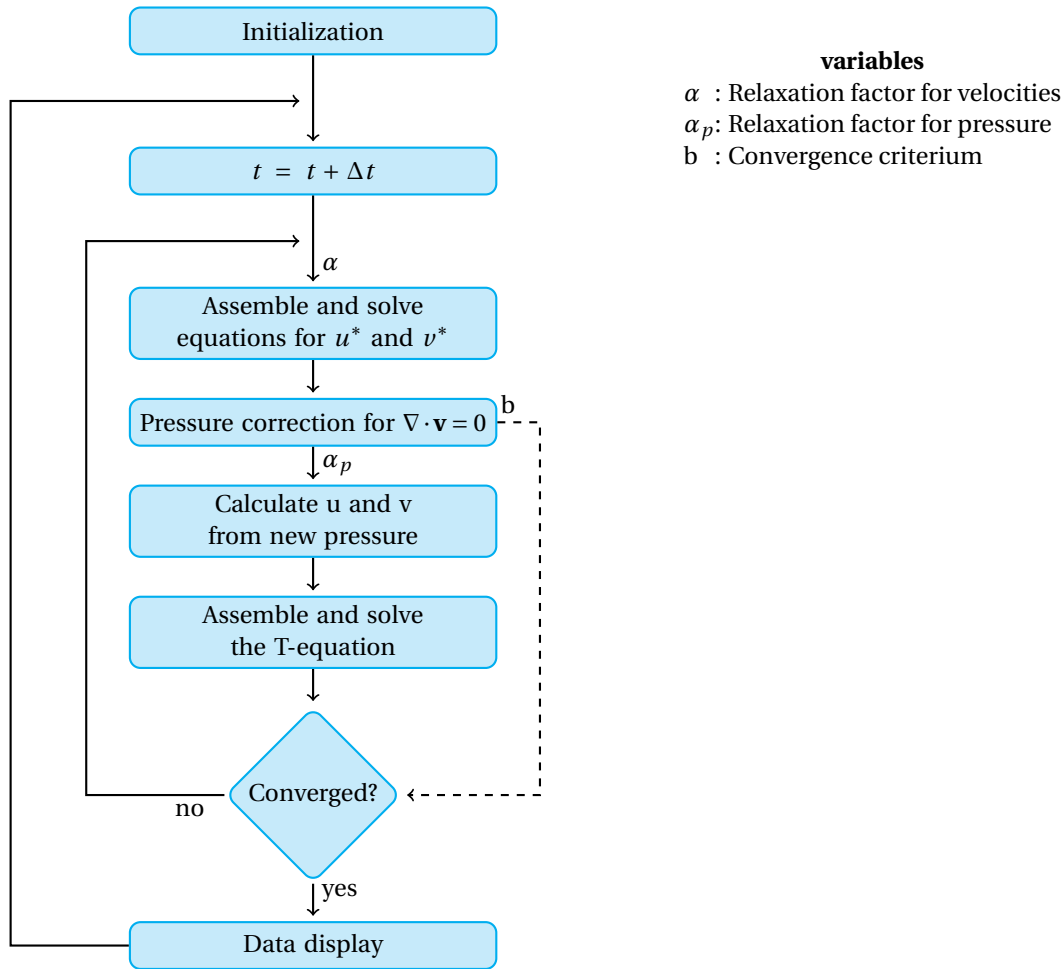 Initialization
variables
α : Relaxation factor for velocities
α_p: Relaxation factor for pressure
b : Convergence criterium
t = t + Δt
α
Assemble and solve
equations for u* and v*
b
Pressure correction for ∇ · v = 0
α_p
Calculate u and v
from new pressure
Assemble and solve
the T-equation
Converged?
no
yes
Data display